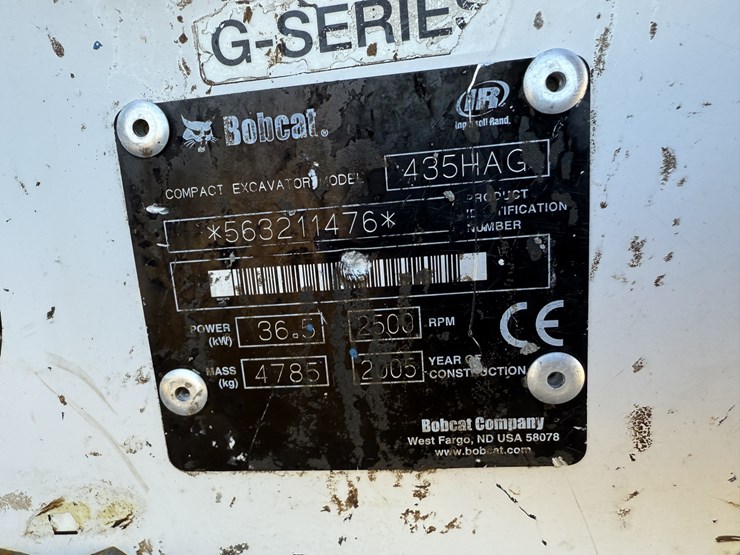 G-SERIES
Bobcat®
IR
Ingersoll Rand.
COMPACT EXCAVATOR MODEL 435HAG
*563211476* PRODUCT IDENTIFICATION NUMBER
POWER (kW) 36.5 2500 RPM
MASS (kg) 4785 2005 YEAR OF CONSTRUCTION
CE
Bobcat Company
West Fargo, ND USA 58078
www.bobcat.com